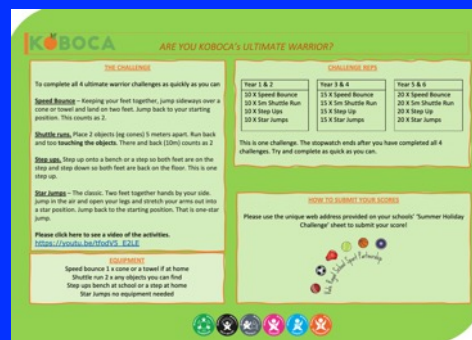 KOBOCA
ARE YOU KOBOCA's ULTIMATE WARRIOR?
THE CHALLENGE
To complete all 4 ultimate warrior challenges as quickly as you can
Speed Bounce – Keeping your feet together, jump sideways over a
cone or towel and land on two feet. Jump back to your starting
position. This counts as 2.
Shuttle runs. Place 2 objects (eg cones) 5 meters apart. Run back
and too touching the objects. There and back (10m) counts as 2
Step ups. Step up onto a bench or a step so both feet are on the
step and step down so both feet are back on the floor. This is one
step up.
Star Jumps – The classic. Two feet together hands by your side.
jump in the air and open your legs and stretch your arms out into
a star position. Jump back to the starting position. That is one-star
jump.
Please click here to see a video of the activities.
EQUIPMENT
Speed bounce 1 x cone or a towel if at home
Shuttle run 2 x any objects you can find
Step ups bench at school or a step at home
Star Jumps no equipment needed
CHALLENGE REPS
Year 1 & 2
10 X Speed Bounce
10 X 5m Shuttle Run
10 X Step Up
10 X Star Jumps
Year 3 & 4
15 X Speed Bounce
15 X 5m Shuttle Run
15 X Step Up
15 X Star Jumps
Year 5 & 6
20 X Speed Bounce
20 X 5m Shuttle Run
20 X Step Up
20 X Star Jumps
This is one challenge. The stopwatch ends after you have completed all 4
challenges. Try and complete as quick as you can.
HOW TO SUBMIT YOUR SCORES
Please use the unique web address provided on your schools' 'Summer Holiday
Challenge' sheet to submit your score!
School Sport Partnership